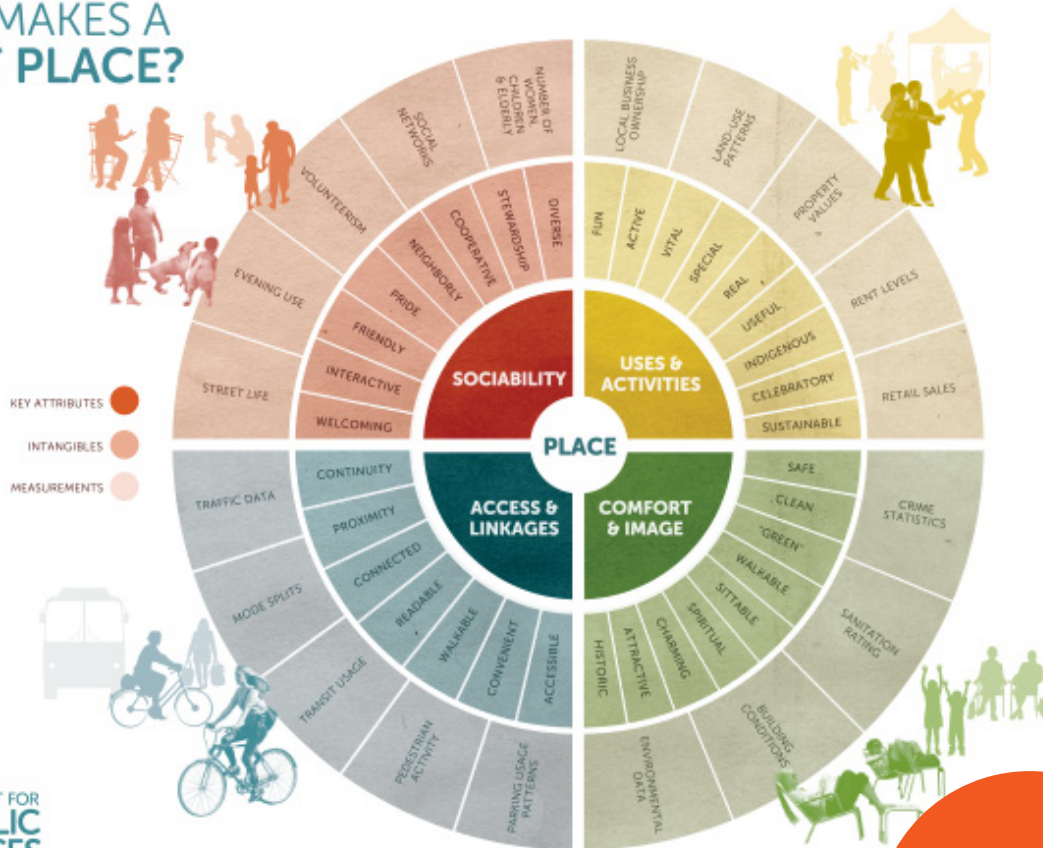 MAKES A
PLACE?
KEY ATTRIBUTES
INTANGIBLES
MEASUREMENTS
PLACE
SOCIABILITY
USES &
ACTIVITIES
ACCESS &
LINKAGES
COMFORT
& IMAGE
WELCOMING
INTERACTIVE
FRIENDLY
PRIDE
NEIGHBORLY
COOPERATIVE
STEWARDSHIP
DIVERSE
FUN
ACTIVE
VITAL
SPECIAL
REAL
USEFUL
INDIGENOUS
CELEBRATORY
SUSTAINABLE
SAFE
CLEAN
"GREEN"
WALKABLE
SITTABLE
SPIRITUAL
CHARMING
ATTRACTIVE
HISTORIC
ACCESSIBLE
CONVENIENT
WALKABLE
READABLE
CONNECTED
PROXIMITY
CONTINUITY
STREET LIFE
EVENING USE
VOLUNTEERISM
SOCIAL
NETWORKS
NUMBER OF
WOMEN,
CHILDREN
& ELDERLY
LOCAL BUSINESS
OWNERSHIP
LAND-USE
PATTERNS
PROPERTY
VALUES
RENT LEVELS
RETAIL SALES
CRIME
STATISTICS
SANITATION
RATING
BUILDING
CONDITIONS
ENVIRONMENTAL
DATA
PARKING USAGE
PATTERNS
PEDESTRIAN
ACTIVITY
TRANSIT USAGE
MODE SPLITS
TRAFFIC DATA
FOR